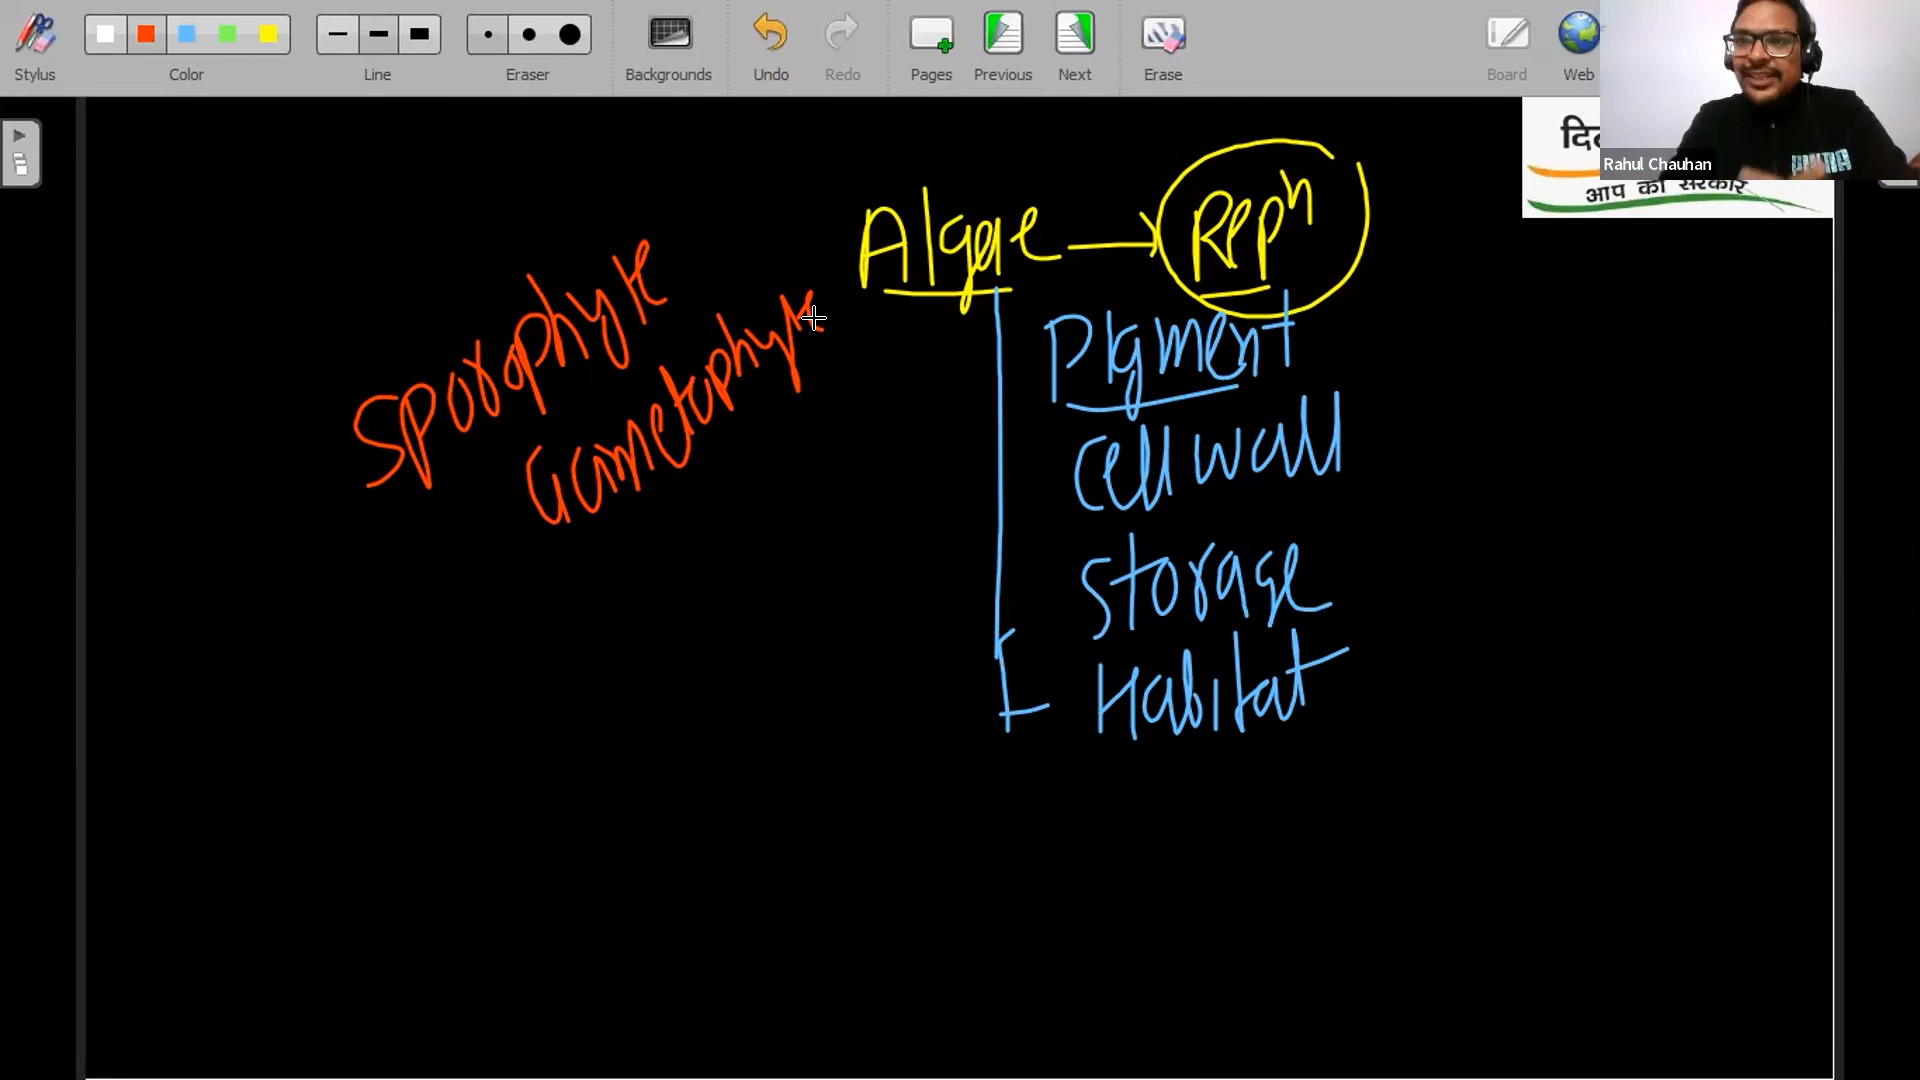 Stylus
Color
Line
Eraser
Backgrounds
Undo
Redo
Pages
Previous
Next
Erase
Board
Web
Rahul Chauhan
आप की सरकार
Algae → Repⁿ
Sporophyte
Gametophyte
Pigment
Cell wall
Storage
Habitat